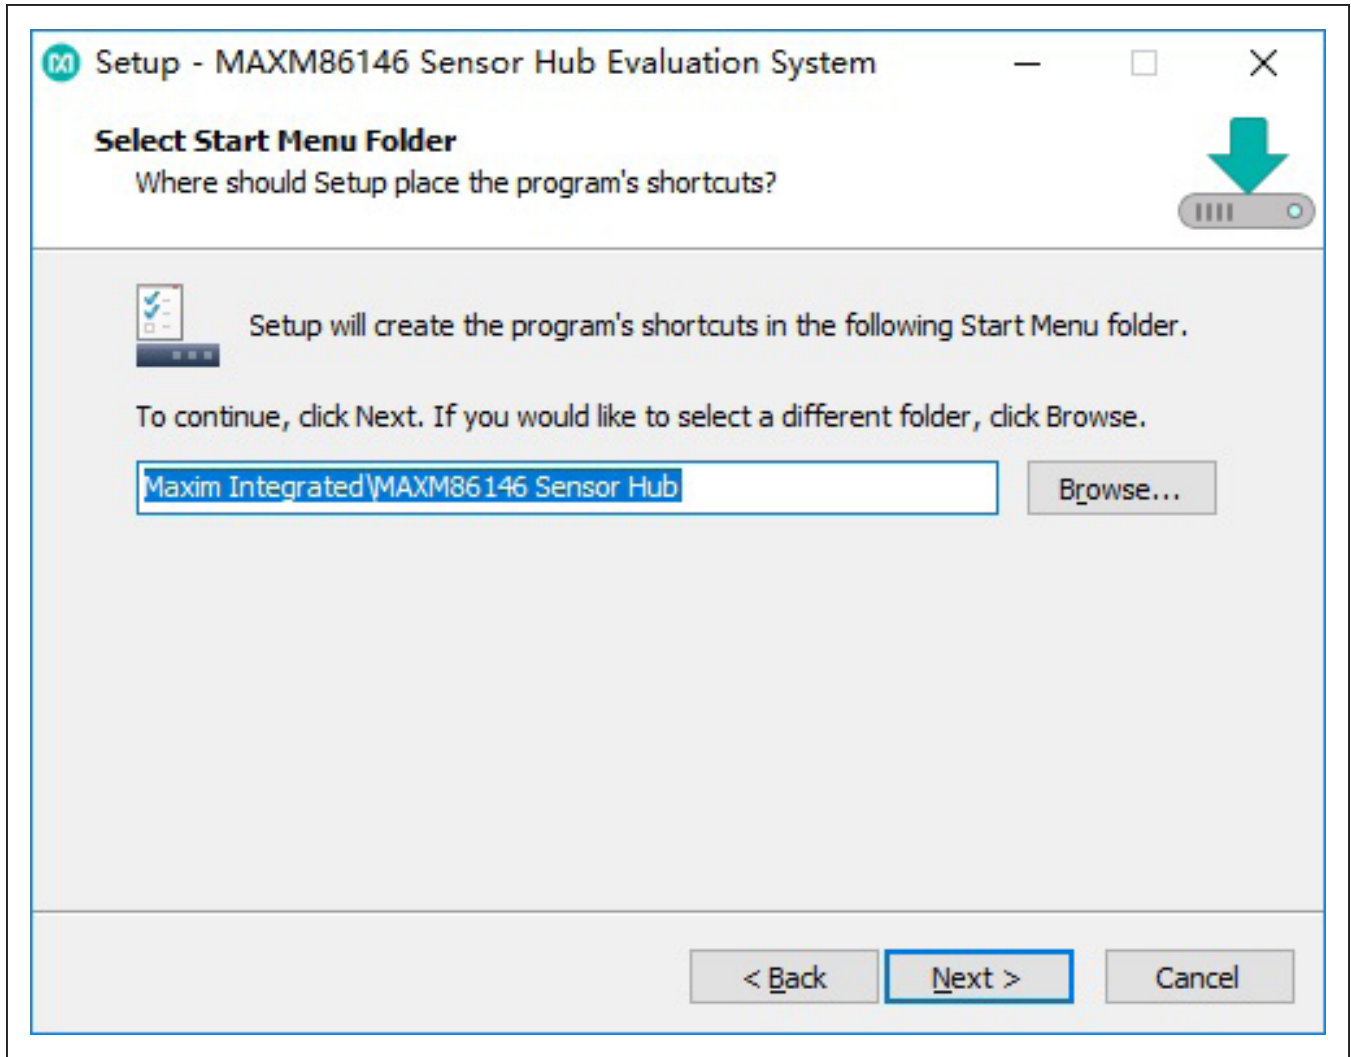 Setup - MAXM86146 Sensor Hub Evaluation System
Select Start Menu Folder
Where should Setup place the program's shortcuts?
Setup will create the program's shortcuts in the following Start Menu folder.
To continue, click Next. If you would like to select a different folder, click Browse.
Maxim Integrated\MAXM86146 Sensor Hub
Browse...
< Back
Next >
Cancel